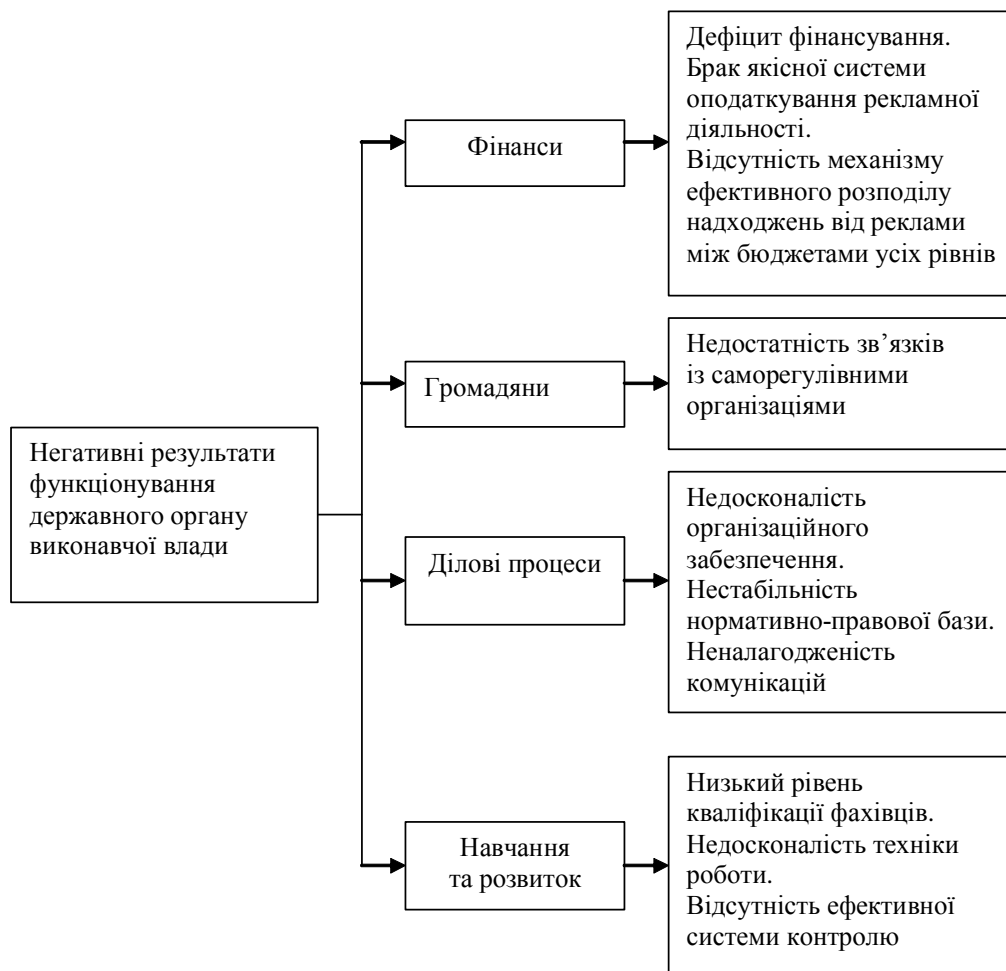 Негативні результати
функціонування
державного органу
виконавчої влади
Фінанси
Дефіцит фінансування.
Брак якісної системи
оподаткування рекламної
діяльності.
Відсутність механізму
ефективного розподілу
надходжень від реклами
між бюджетами усіх рівнів
Громадяни
Недостатність зв’язків
із саморегулівними
організаціями
Ділові процеси
Недосконалість
організаційного
забезпечення.
Нестабільність
нормативно-правової бази.
Неналагодженість
комунікацій
Навчання
та розвиток
Низький рівень
кваліфікації фахівців.
Недосконалість техніки
роботи.
Відсутність ефективної
системи контролю